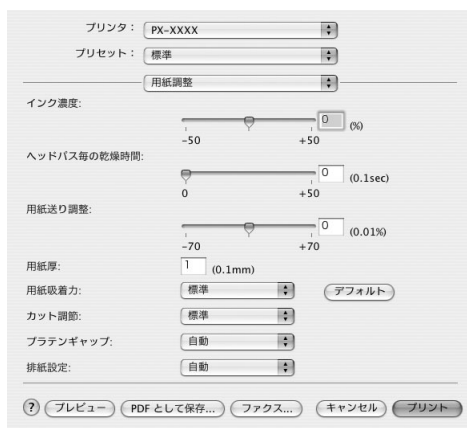 プリンタ： PX-XXXX
プリセット： 標準
用紙調整
インク濃度:
0 (%)
-50 +50
ヘッドパス毎の乾燥時間:
0 (0.1sec)
0 +50
用紙送り調整:
0 (0.01%)
-70 +70
用紙厚: 1 (0.1mm)
用紙吸着力: 標準 デフォルト
カット調節: 標準
プラテンギャップ: 自動
排紙設定: 自動
? プレビュー PDF として保存... ファクス... キャンセル プリント